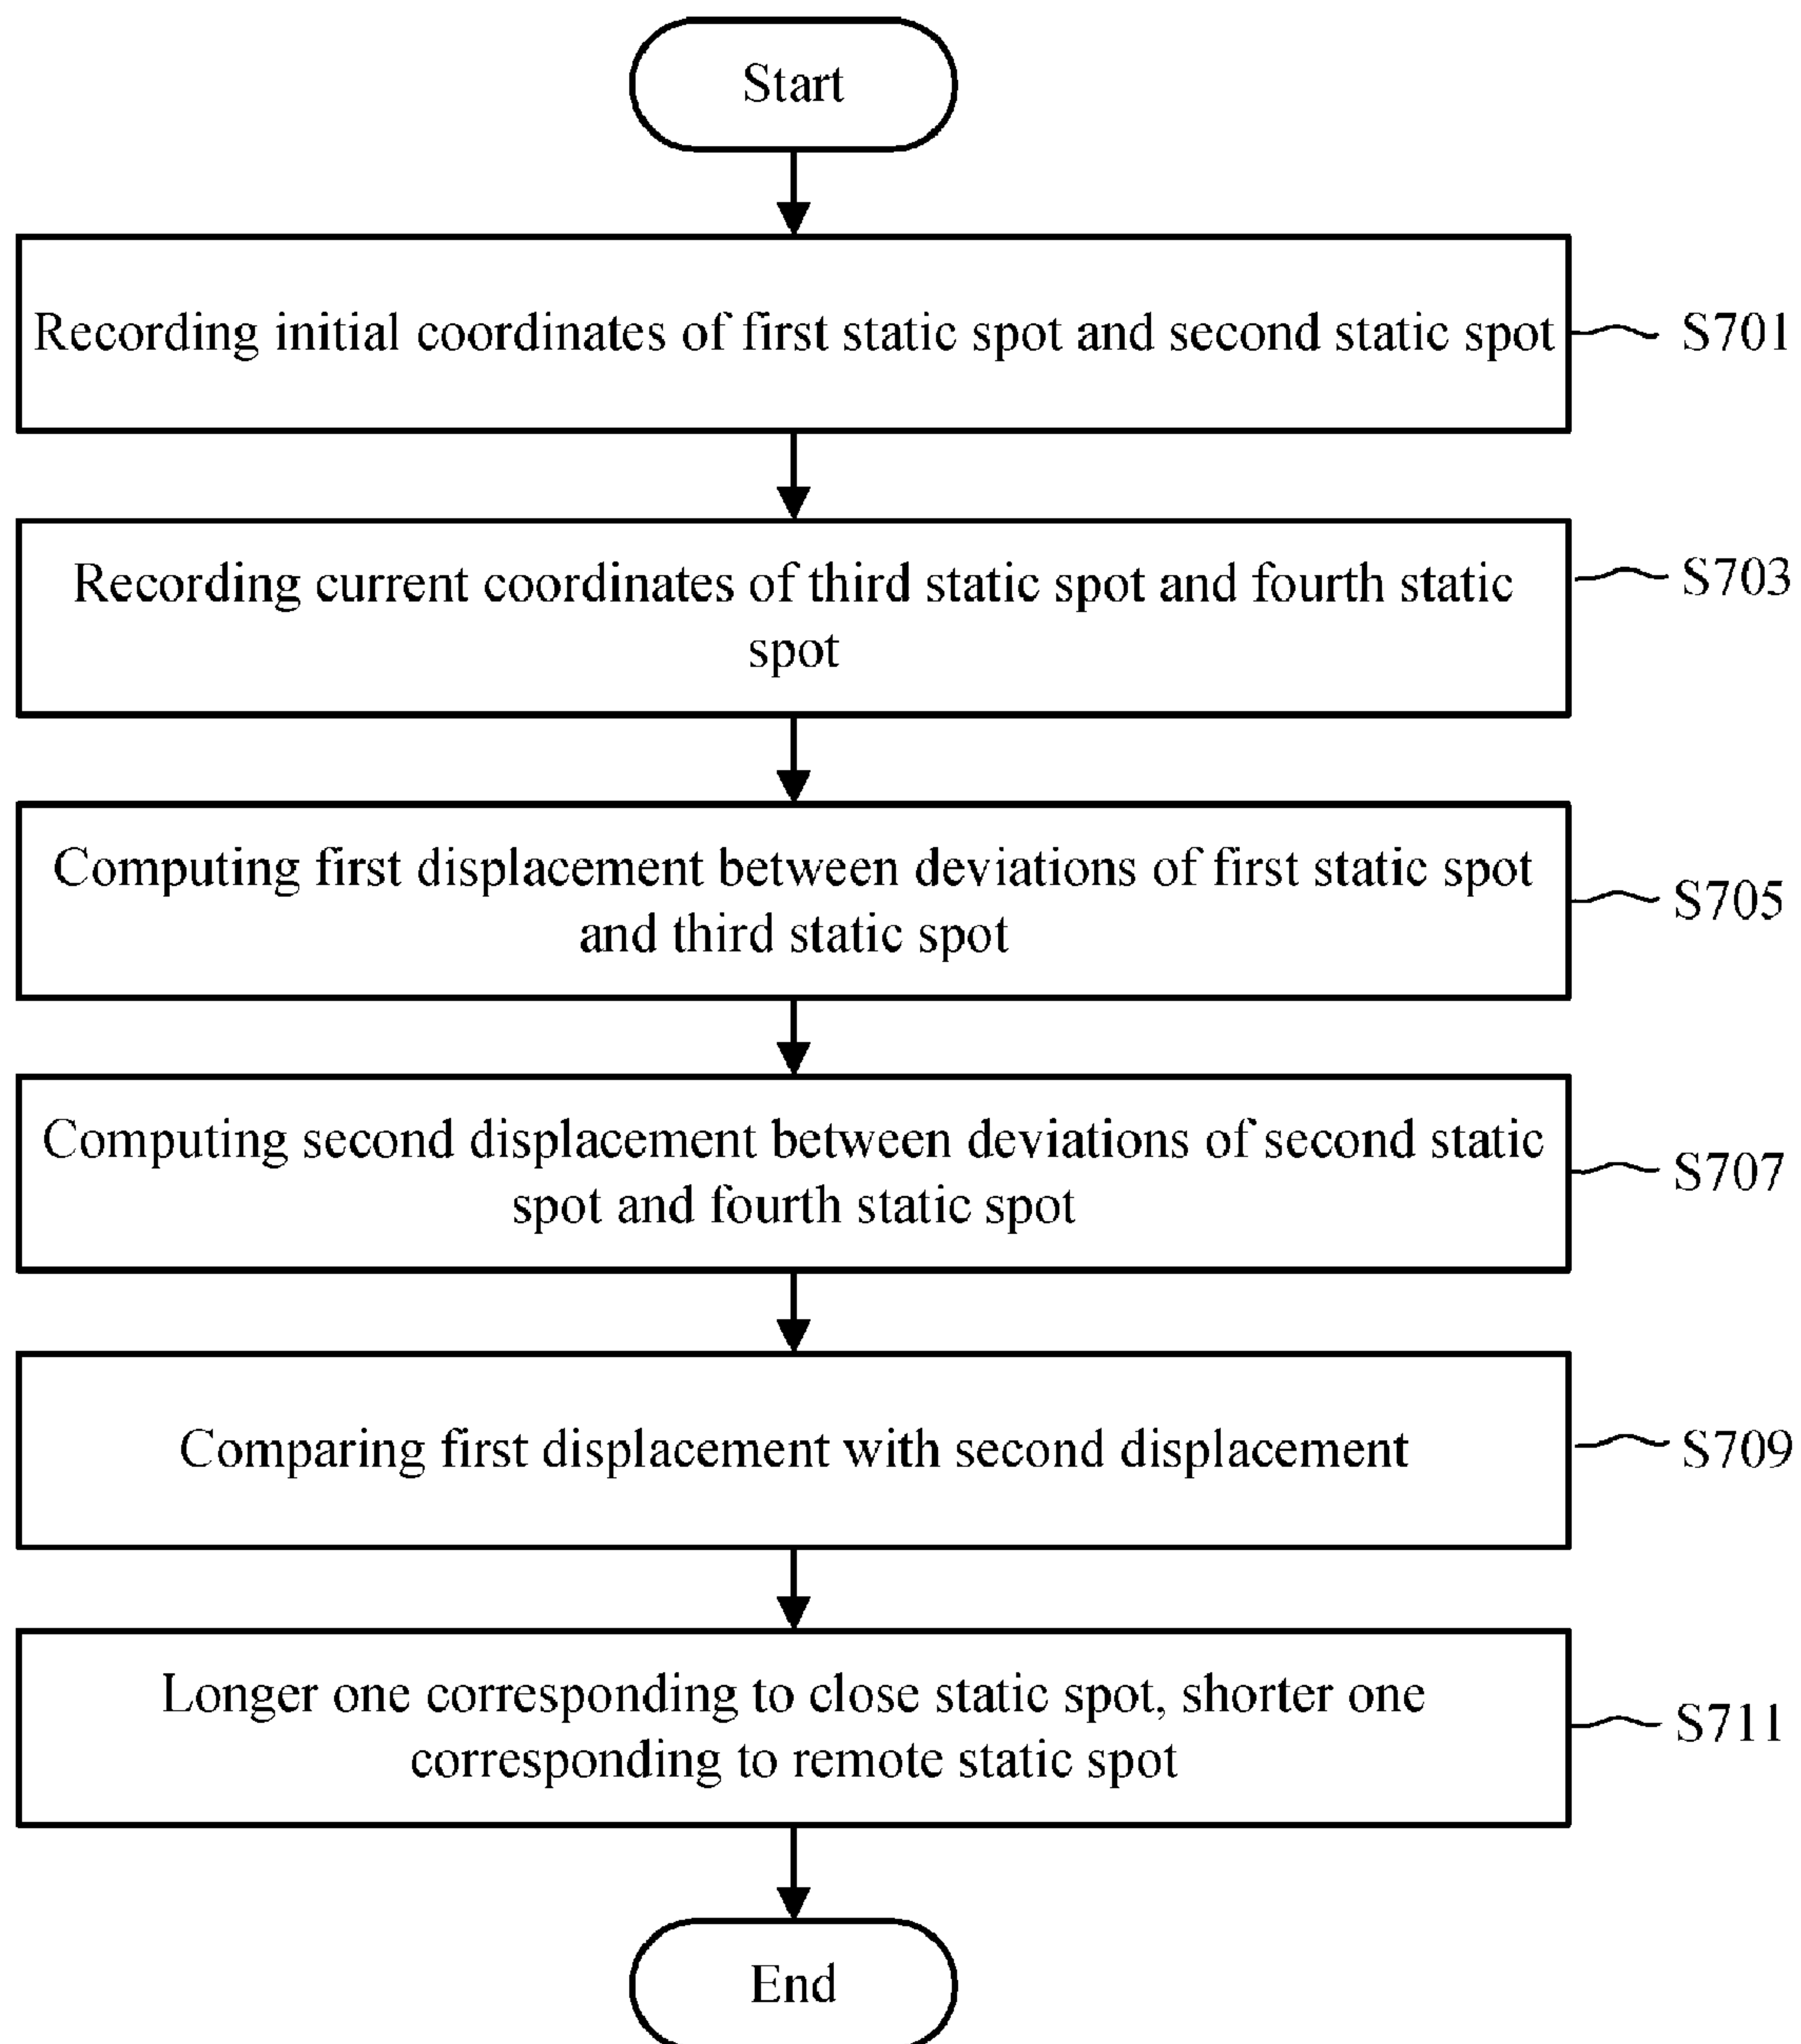 Start
Recording initial coordinates of first static spot and second static spot
S701
Recording current coordinates of third static spot and fourth static
spot
S703
Computing first displacement between deviations of first static spot
and third static spot
S705
Computing second displacement between deviations of second static
spot and fourth static spot
S707
Comparing first displacement with second displacement
S709
Longer one corresponding to close static spot, shorter one
corresponding to remote static spot
S711
End